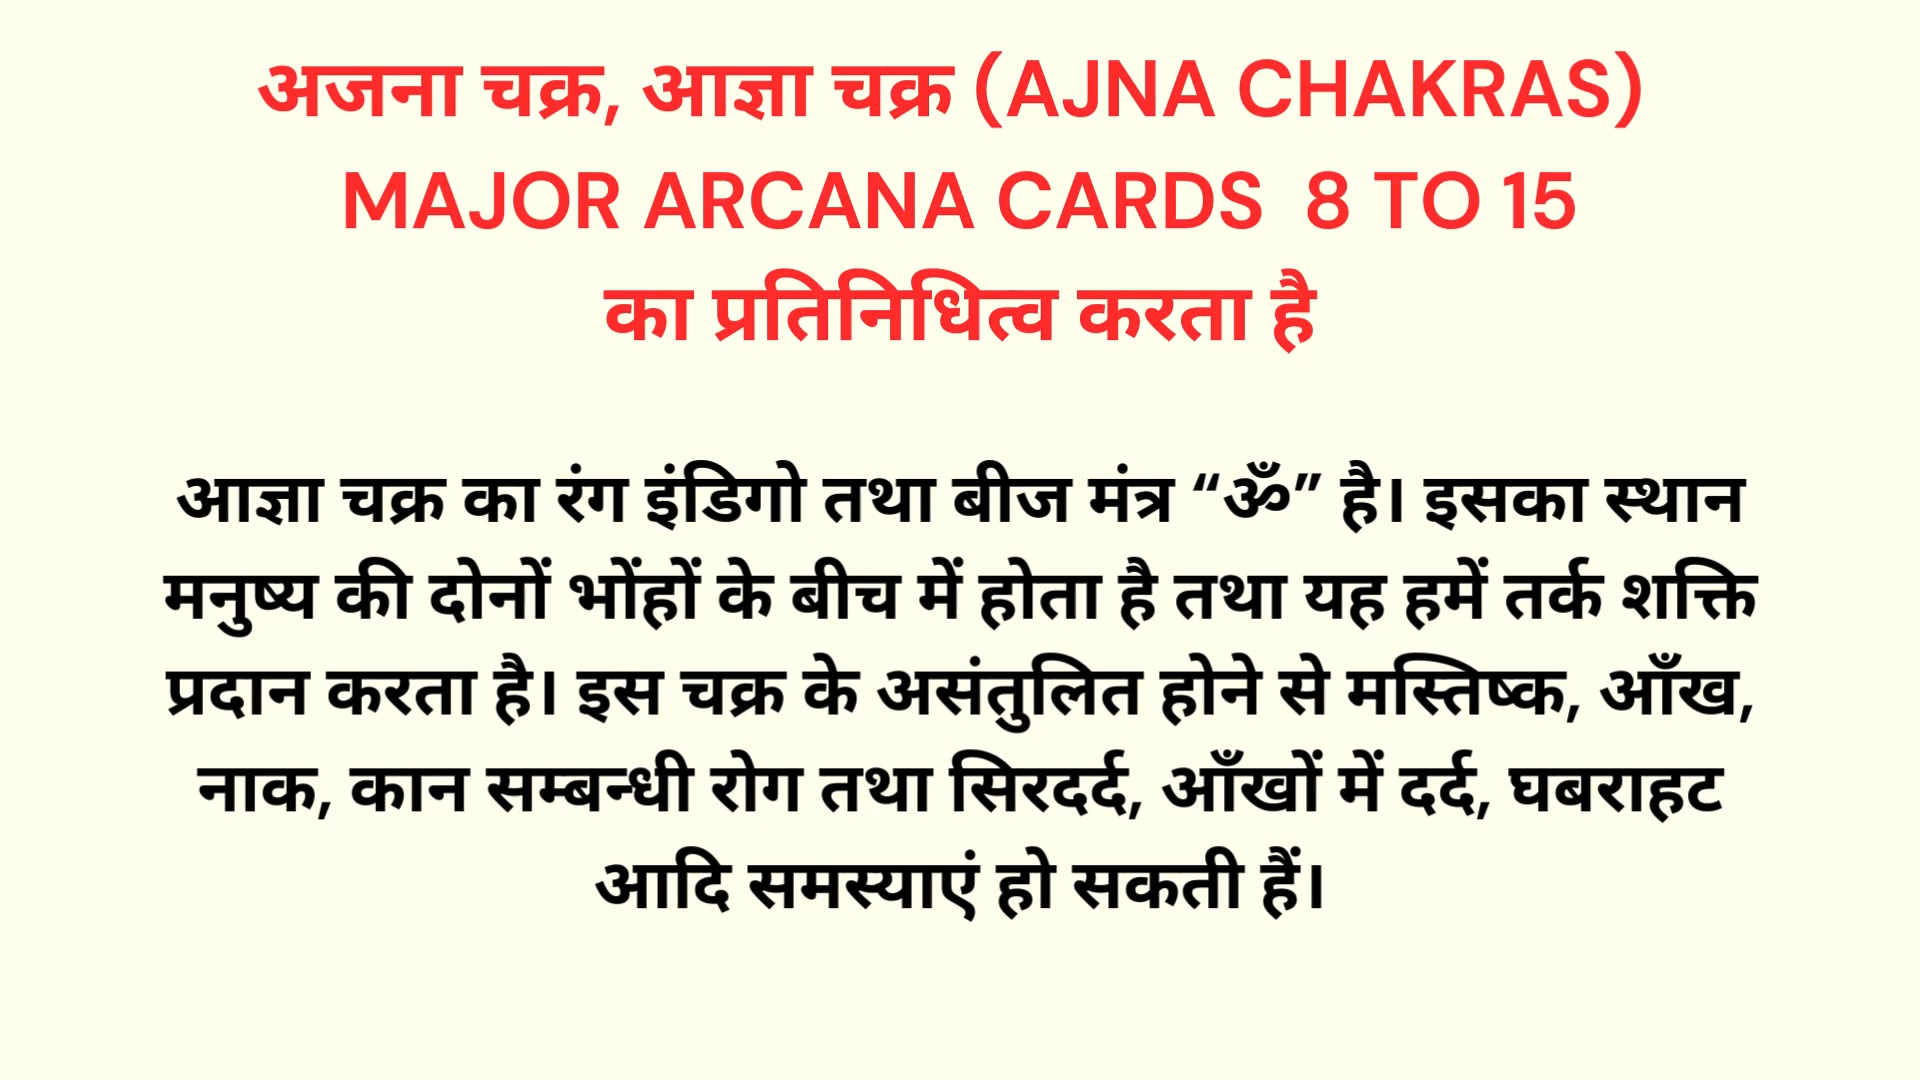 अजना चक्र, आज्ञा चक्र (AJNA CHAKRAS)
MAJOR ARCANA CARDS 8 TO 15
का प्रतिनिधित्व करता है
आज्ञा चक्र का रंग इंडिगो तथा बीज मंत्र “ॐ” है। इसका स्थान
मनुष्य की दोनों भोंहों के बीच में होता है तथा यह हमें तर्क शक्ति
प्रदान करता है। इस चक्र के असंतुलित होने से मस्तिष्क, आँख,
नाक, कान सम्बन्धी रोग तथा सिरदर्द, आँखों में दर्द, घबराहट
आदि समस्याएं हो सकती हैं।